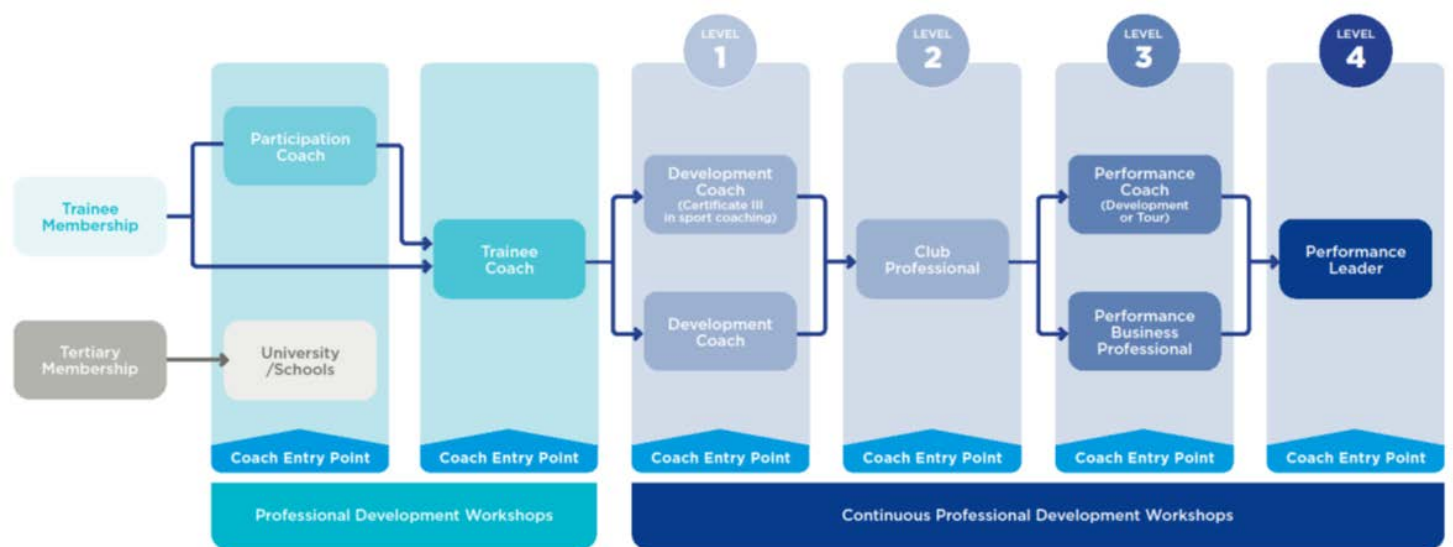 LEVEL
1
LEVEL
2
LEVEL
3
LEVEL
4
Participation
Coach
Trainee
Membership
Trainee
Coach
Development
Coach
(Certificate III
in sport coaching)
Development
Coach
Club
Professional
Performance
Coach
(Development
or Tour)
Performance
Business
Professional
Performance
Leader
Tertiary
Membership
University
/Schools
Coach Entry Point
Coach Entry Point
Coach Entry Point
Coach Entry Point
Coach Entry Point
Coach Entry Point
Professional Development Workshops
Continuous Professional Development Workshops